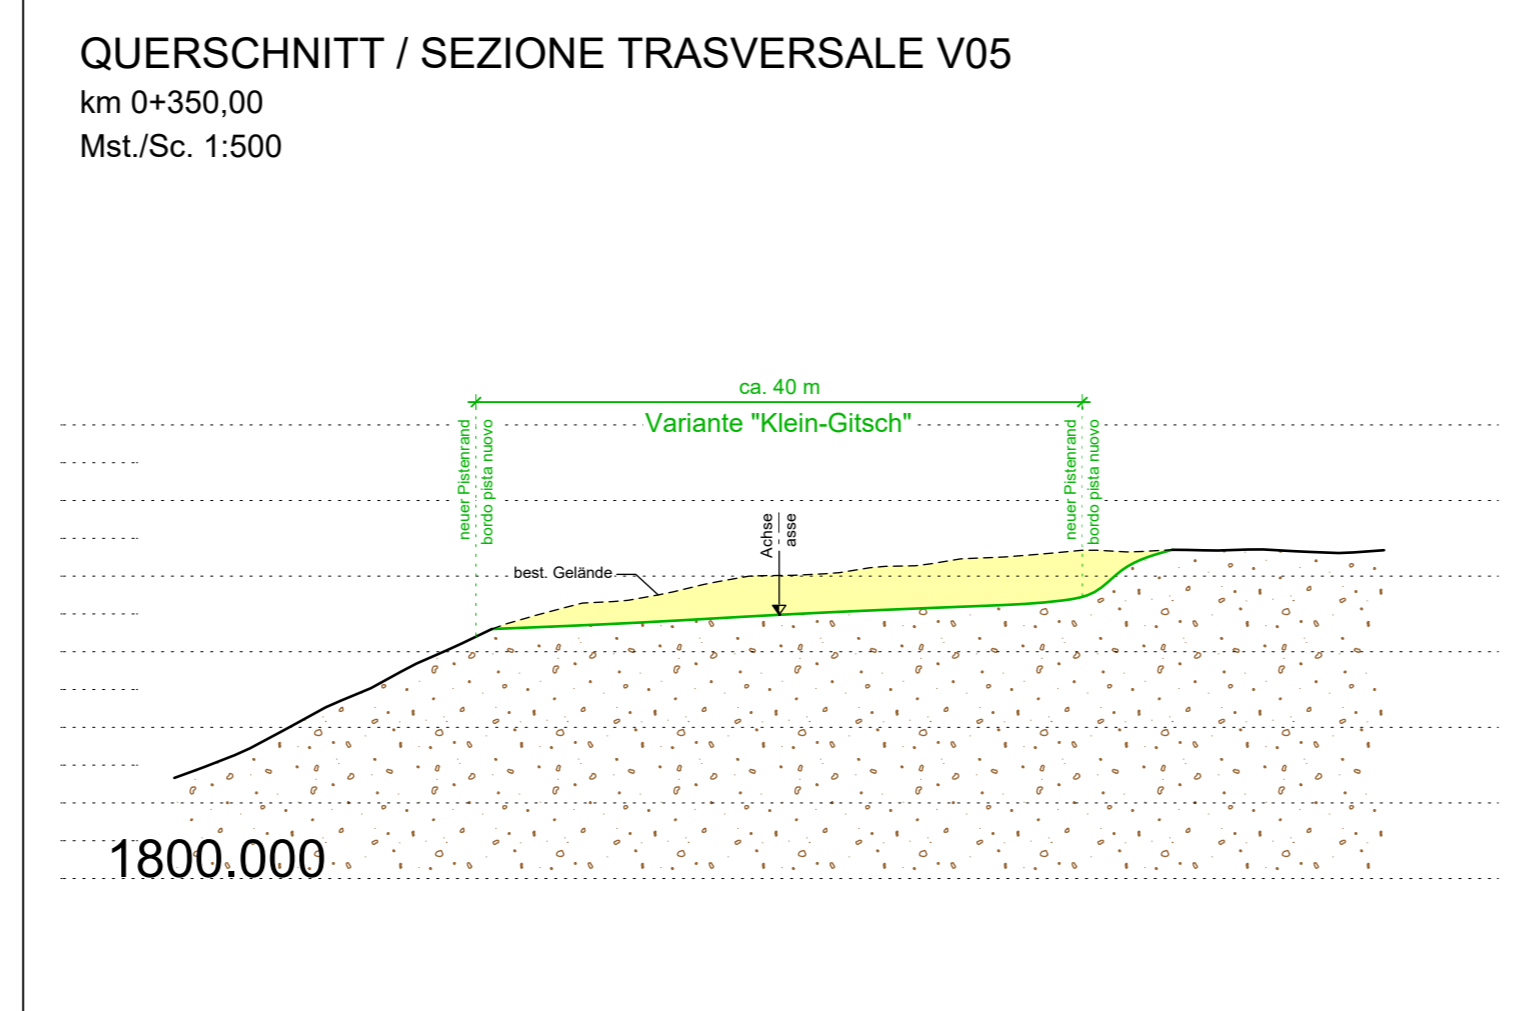 QUERSCHNITT / SEZIONE TRASVERSALE V05
km 0+350,00
Mst./Sc. 1:500
ca. 40 m
Variante "Klein-Gitsch"
neuer Pistenrand
bordo pista nuovo
neuer Pistenrand
bordo pista nuovo
Achse
asse
best. Gelände
1800.000